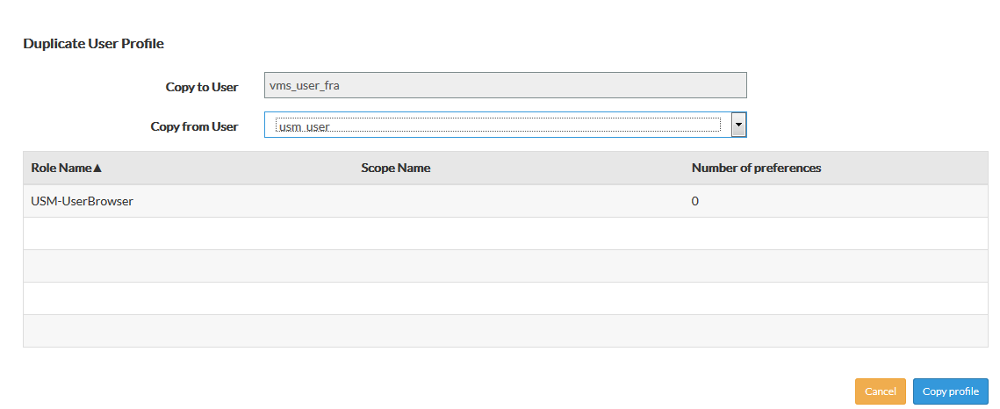 Duplicate User Profile
Copy to User vms_user_fra
Copy from User usm_user
Role Name▲ Scope Name Number of preferences
USM-UserBrowser 0
Cancel Copy profile